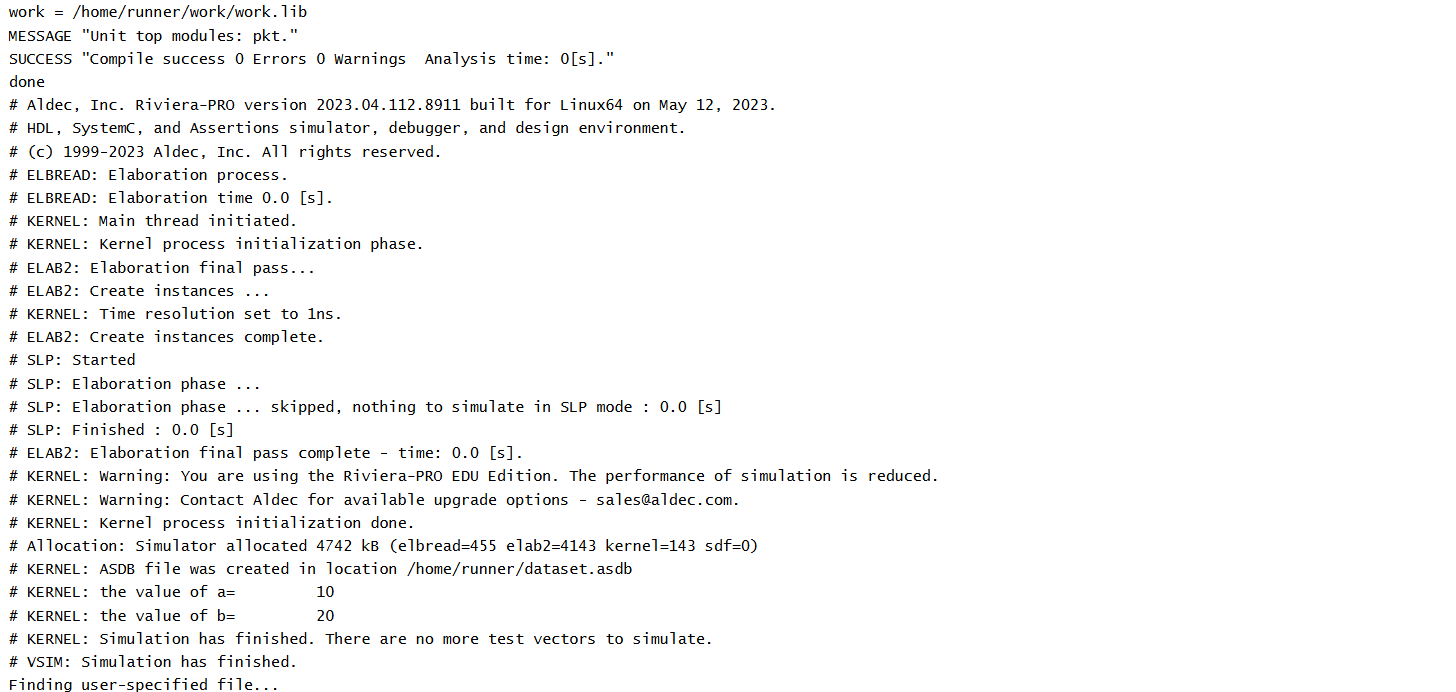 work = /home/runner/work/work.lib
MESSAGE "Unit top modules: pkt."
SUCCESS "Compile success 0 Errors 0 Warnings  Analysis time: 0[s]."
done
# Aldec, Inc. Riviera-PRO version 2023.04.112.8911 built for Linux64 on May 12, 2023.
# HDL, SystemC, and Assertions simulator, debugger, and design environment.
# (c) 1999-2023 Aldec, Inc. All rights reserved.
# ELBREAD: Elaboration process.
# ELBREAD: Elaboration time 0.0 [s].
# KERNEL: Main thread initiated.
# KERNEL: Kernel process initialization phase.
# ELAB2: Elaboration final pass...
# ELAB2: Create instances ...
# KERNEL: Time resolution set to 1ns.
# ELAB2: Create instances complete.
# SLP: Started
# SLP: Elaboration phase ...
# SLP: Elaboration phase ... skipped, nothing to simulate in SLP mode : 0.0 [s]
# SLP: Finished : 0.0 [s]
# ELAB2: Elaboration final pass complete - time: 0.0 [s].
# KERNEL: Warning: You are using the Riviera-PRO EDU Edition. The performance of simulation is reduced.
# KERNEL: Warning: Contact Aldec for available upgrade options - sales@aldec.com.
# KERNEL: Kernel process initialization done.
# Allocation: Simulator allocated 4742 kB (elbread=455 elab2=4143 kernel=143 sdf=0)
# KERNEL: ASDB file was created in location /home/runner/dataset.asdb
# KERNEL: the value of a=         10
# KERNEL: the value of b=         20
# KERNEL: Simulation has finished. There are no more test vectors to simulate.
# VSIM: Simulation has finished.
Finding user-specified file...